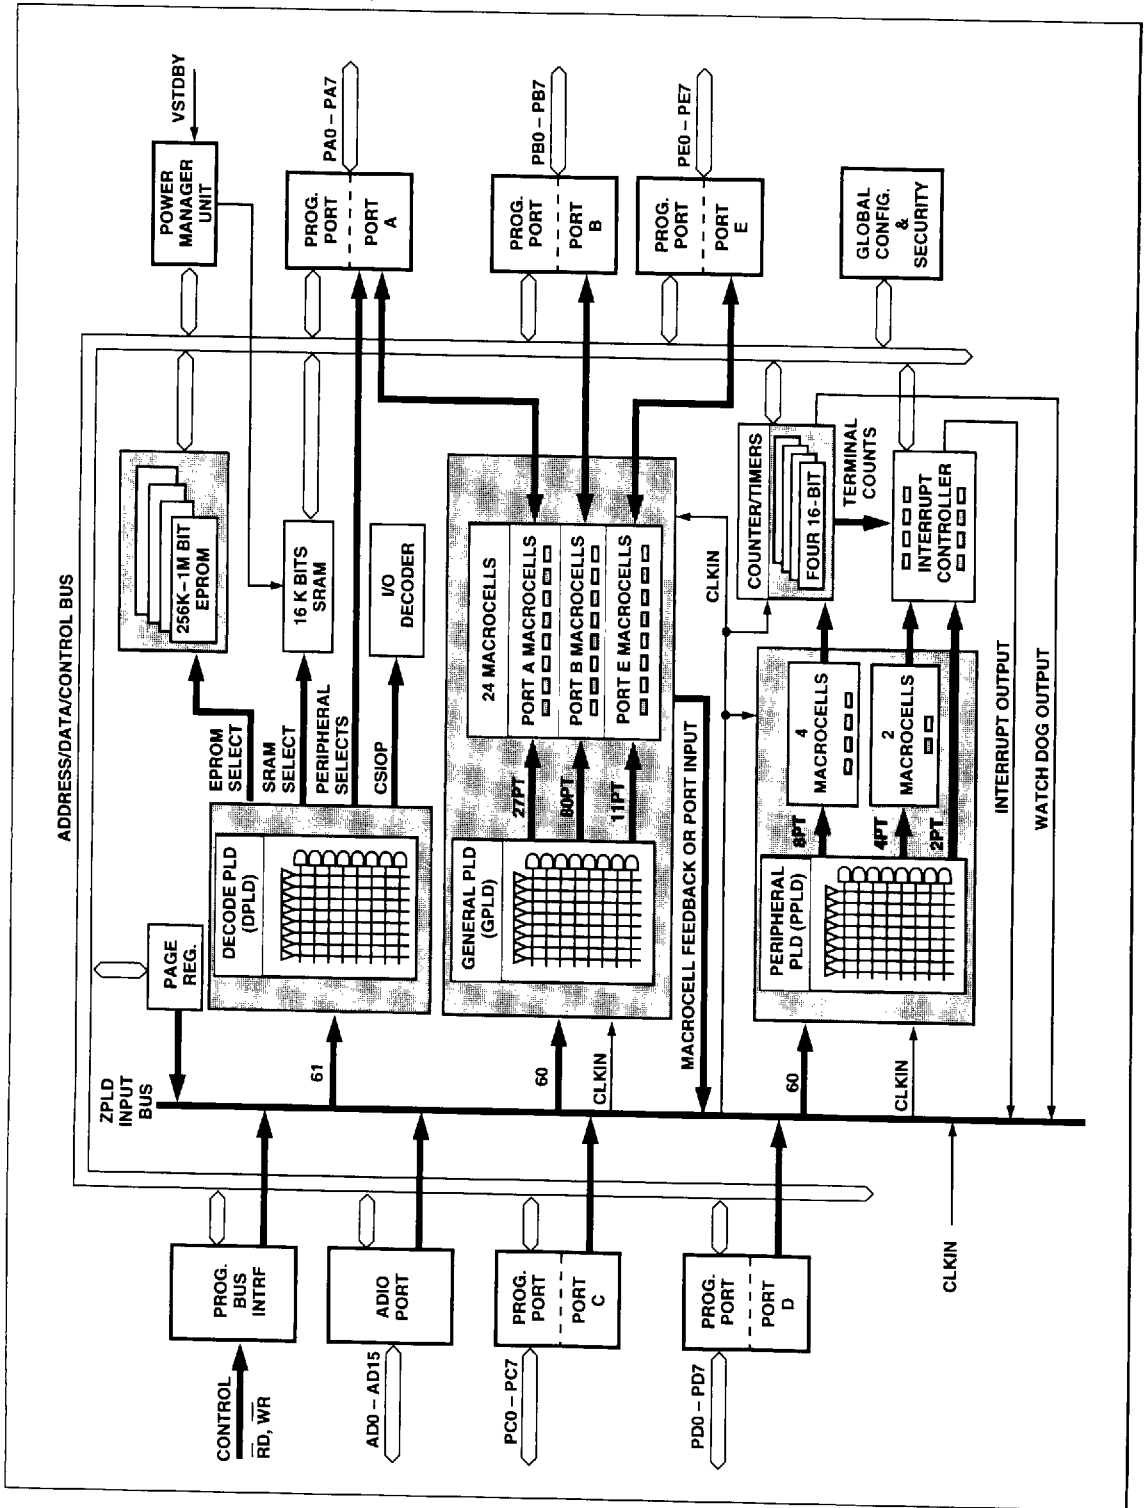 ADDRESS/DATA/CONTROL BUS
CONTROL
RD, WR
PROG.
BUS
INTRF
AD0 – AD15
ADIO
PORT
PC0 – PC7
PROG.
PORT
PORT
C
PD0 – PD7
PROG.
PORT
PORT
D
CLKIN
ZPLD
INPUT
BUS
PAGE
REG.
61
60
CLKIN
60
CLKIN
DECODE PLD
(DPLD)
EPROM
SELECT
SRAM
SELECT
PERIPHERAL
SELECTS
CSIOP
GENERAL PLD
(GPLD)
27PT
80PT
11PT
24 MACROCELLS
PORT A MACROCELLS
PORT B MACROCELLS
PORT E MACROCELLS
MACROCELL FEEDBACK OR PORT INPUT
CLKIN
PERIPHERAL
PLD (PPLD)
8PT
4PT
2PT
4
MACROCELLS
2
MACROCELLS
256K–1M BIT
EPROM
16 K BITS
SRAM
I/O
DECODER
COUNTER/TIMERS
FOUR 16-BIT
TERMINAL
COUNTS
INTERRUPT
CONTROLLER
INTERRUPT OUTPUT
WATCH DOG OUTPUT
VSTDBY
POWER
MANAGER
UNIT
PA0 – PA7
PROG.
PORT
PORT
A
PB0 – PB7
PROG.
PORT
PORT
B
PE0 – PE7
PROG.
PORT
PORT
E
GLOBAL
CONFIG.
&
SECURITY